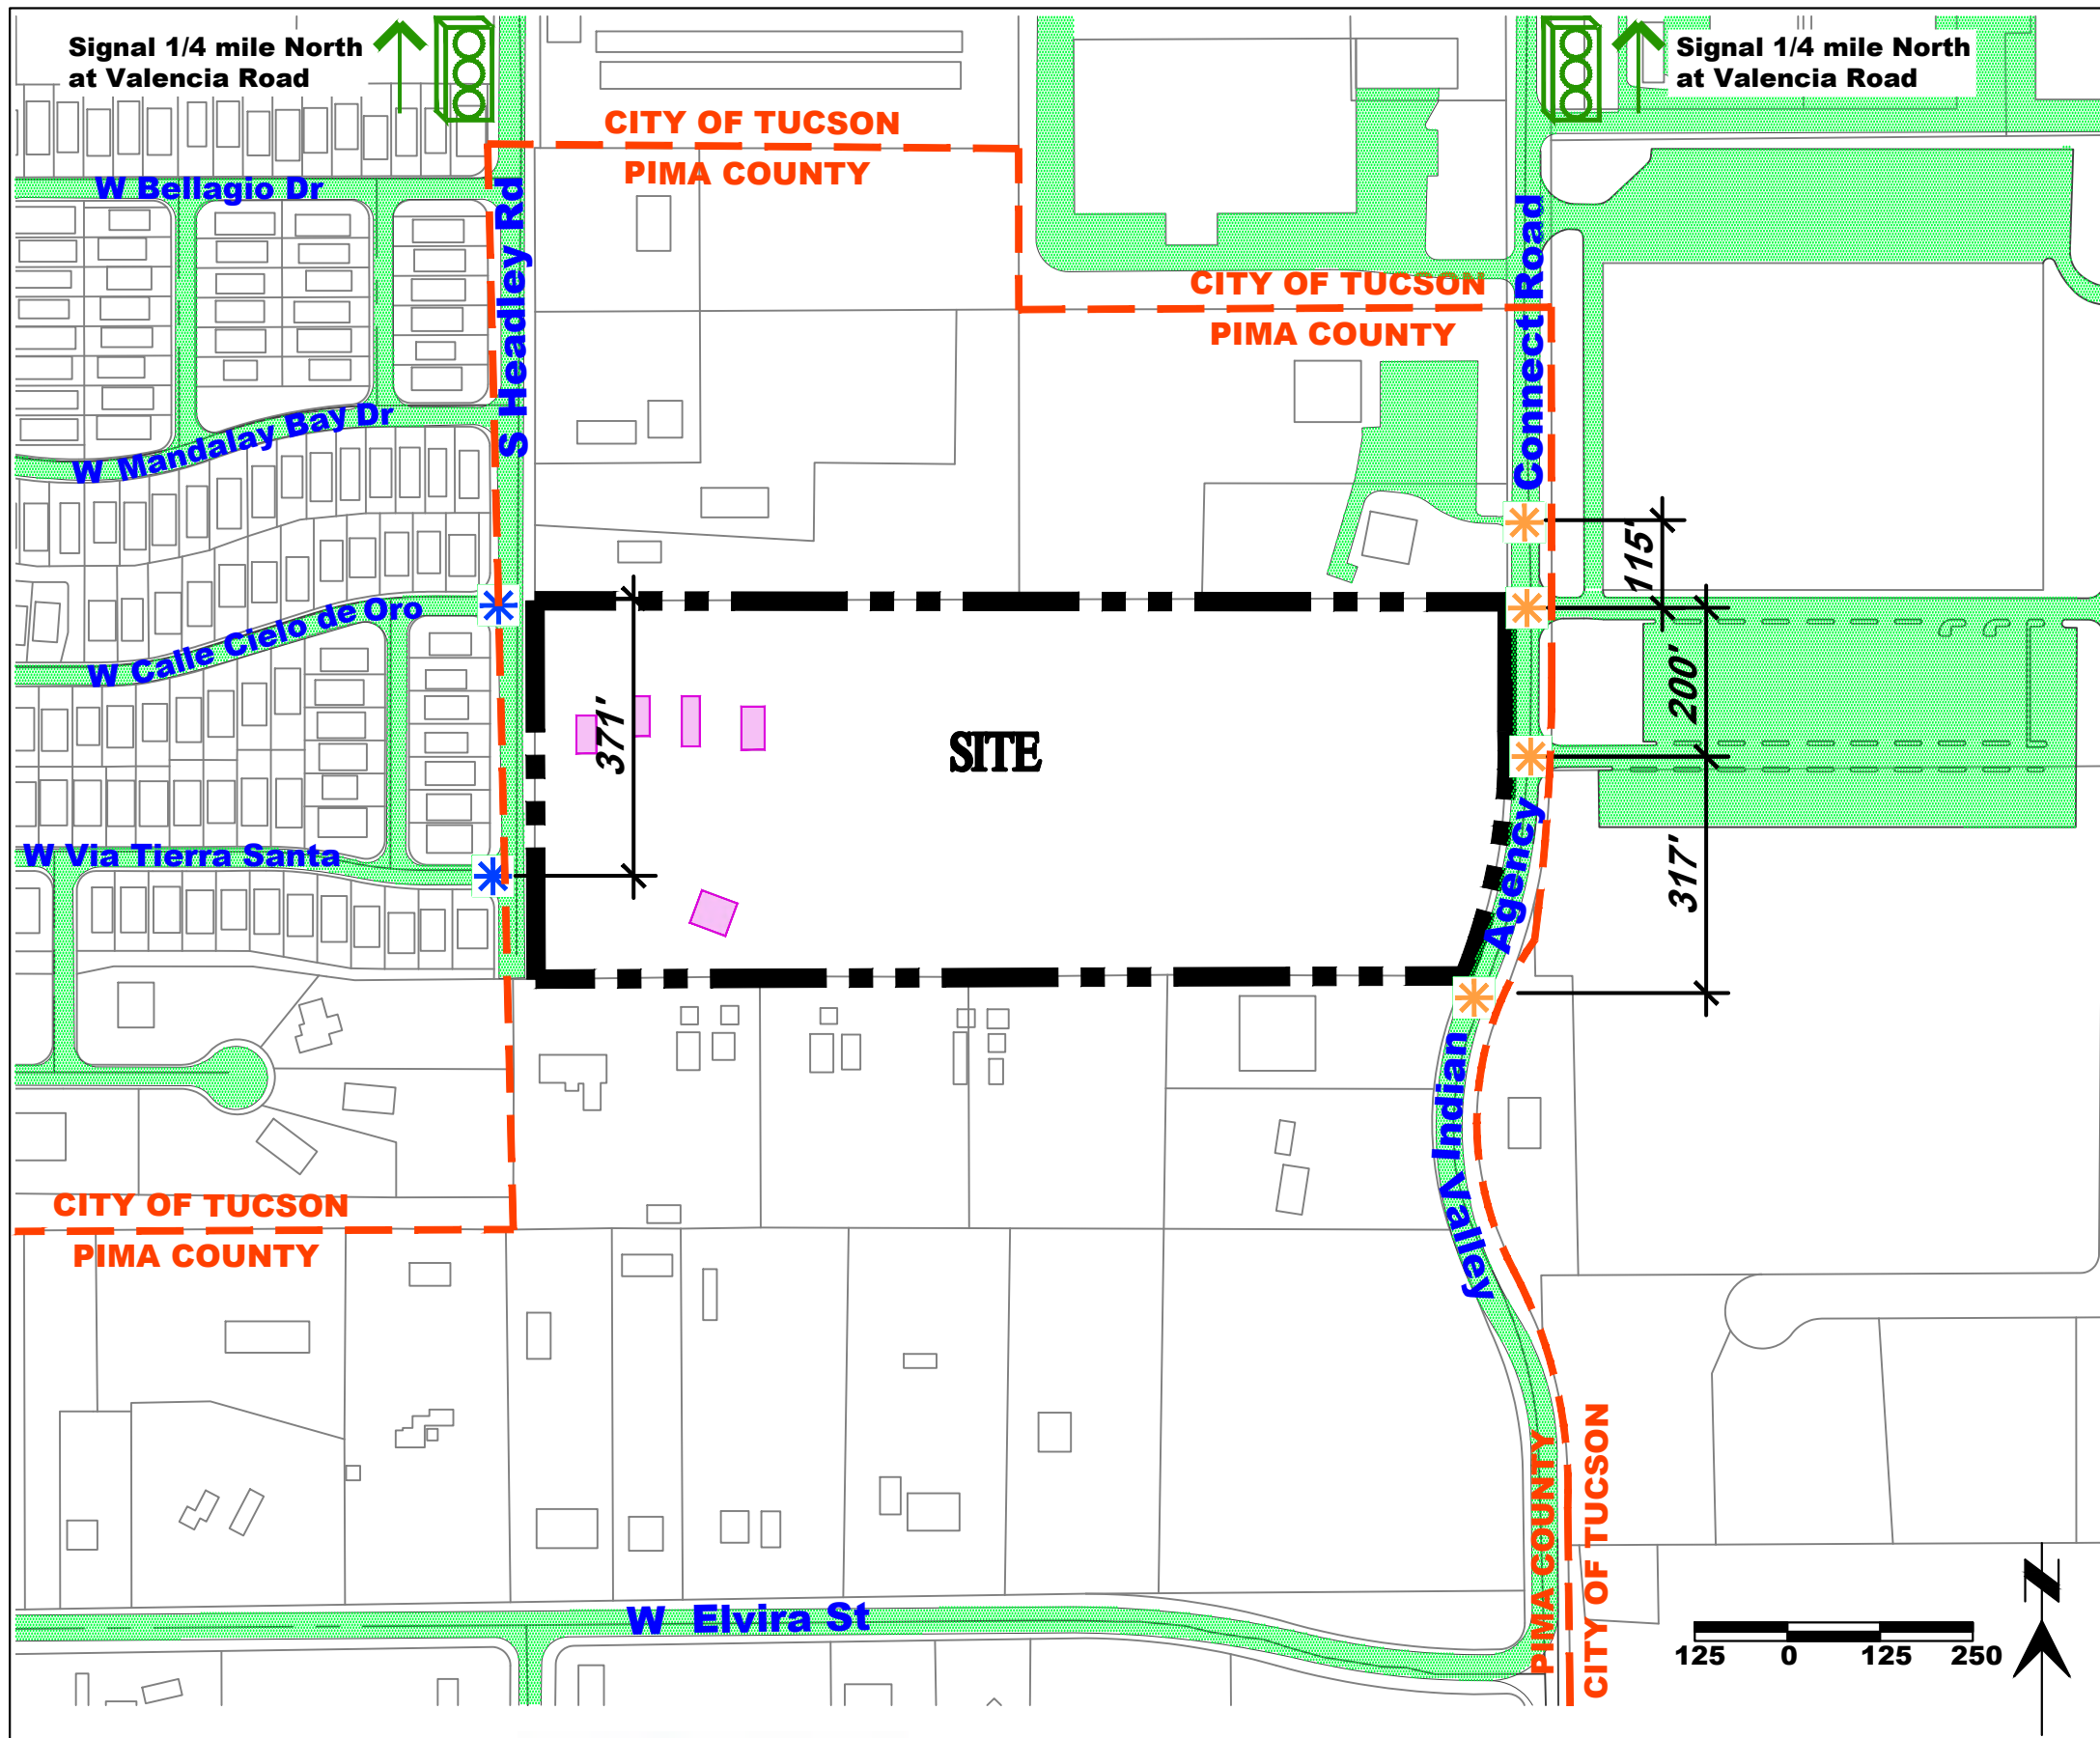 Signal 1/4 mile North
at Valencia Road
Signal 1/4 mile North
at Valencia Road
CITY OF TUCSON
PIMA COUNTY
W Bellagio Dr
S Headley Rd
Connect Road
CITY OF TUCSON
PIMA COUNTY
W Mandalay Bay Dr
115'
W Calle Cielo de Oro
200'
371'
SITE
W Via Tierra Santa
317'
Agency
Indian
Valley
CITY OF TUCSON
PIMA COUNTY
PIMA COUNTY
CITY OF TUCSON
W Elvira St
N
125 0 125 250